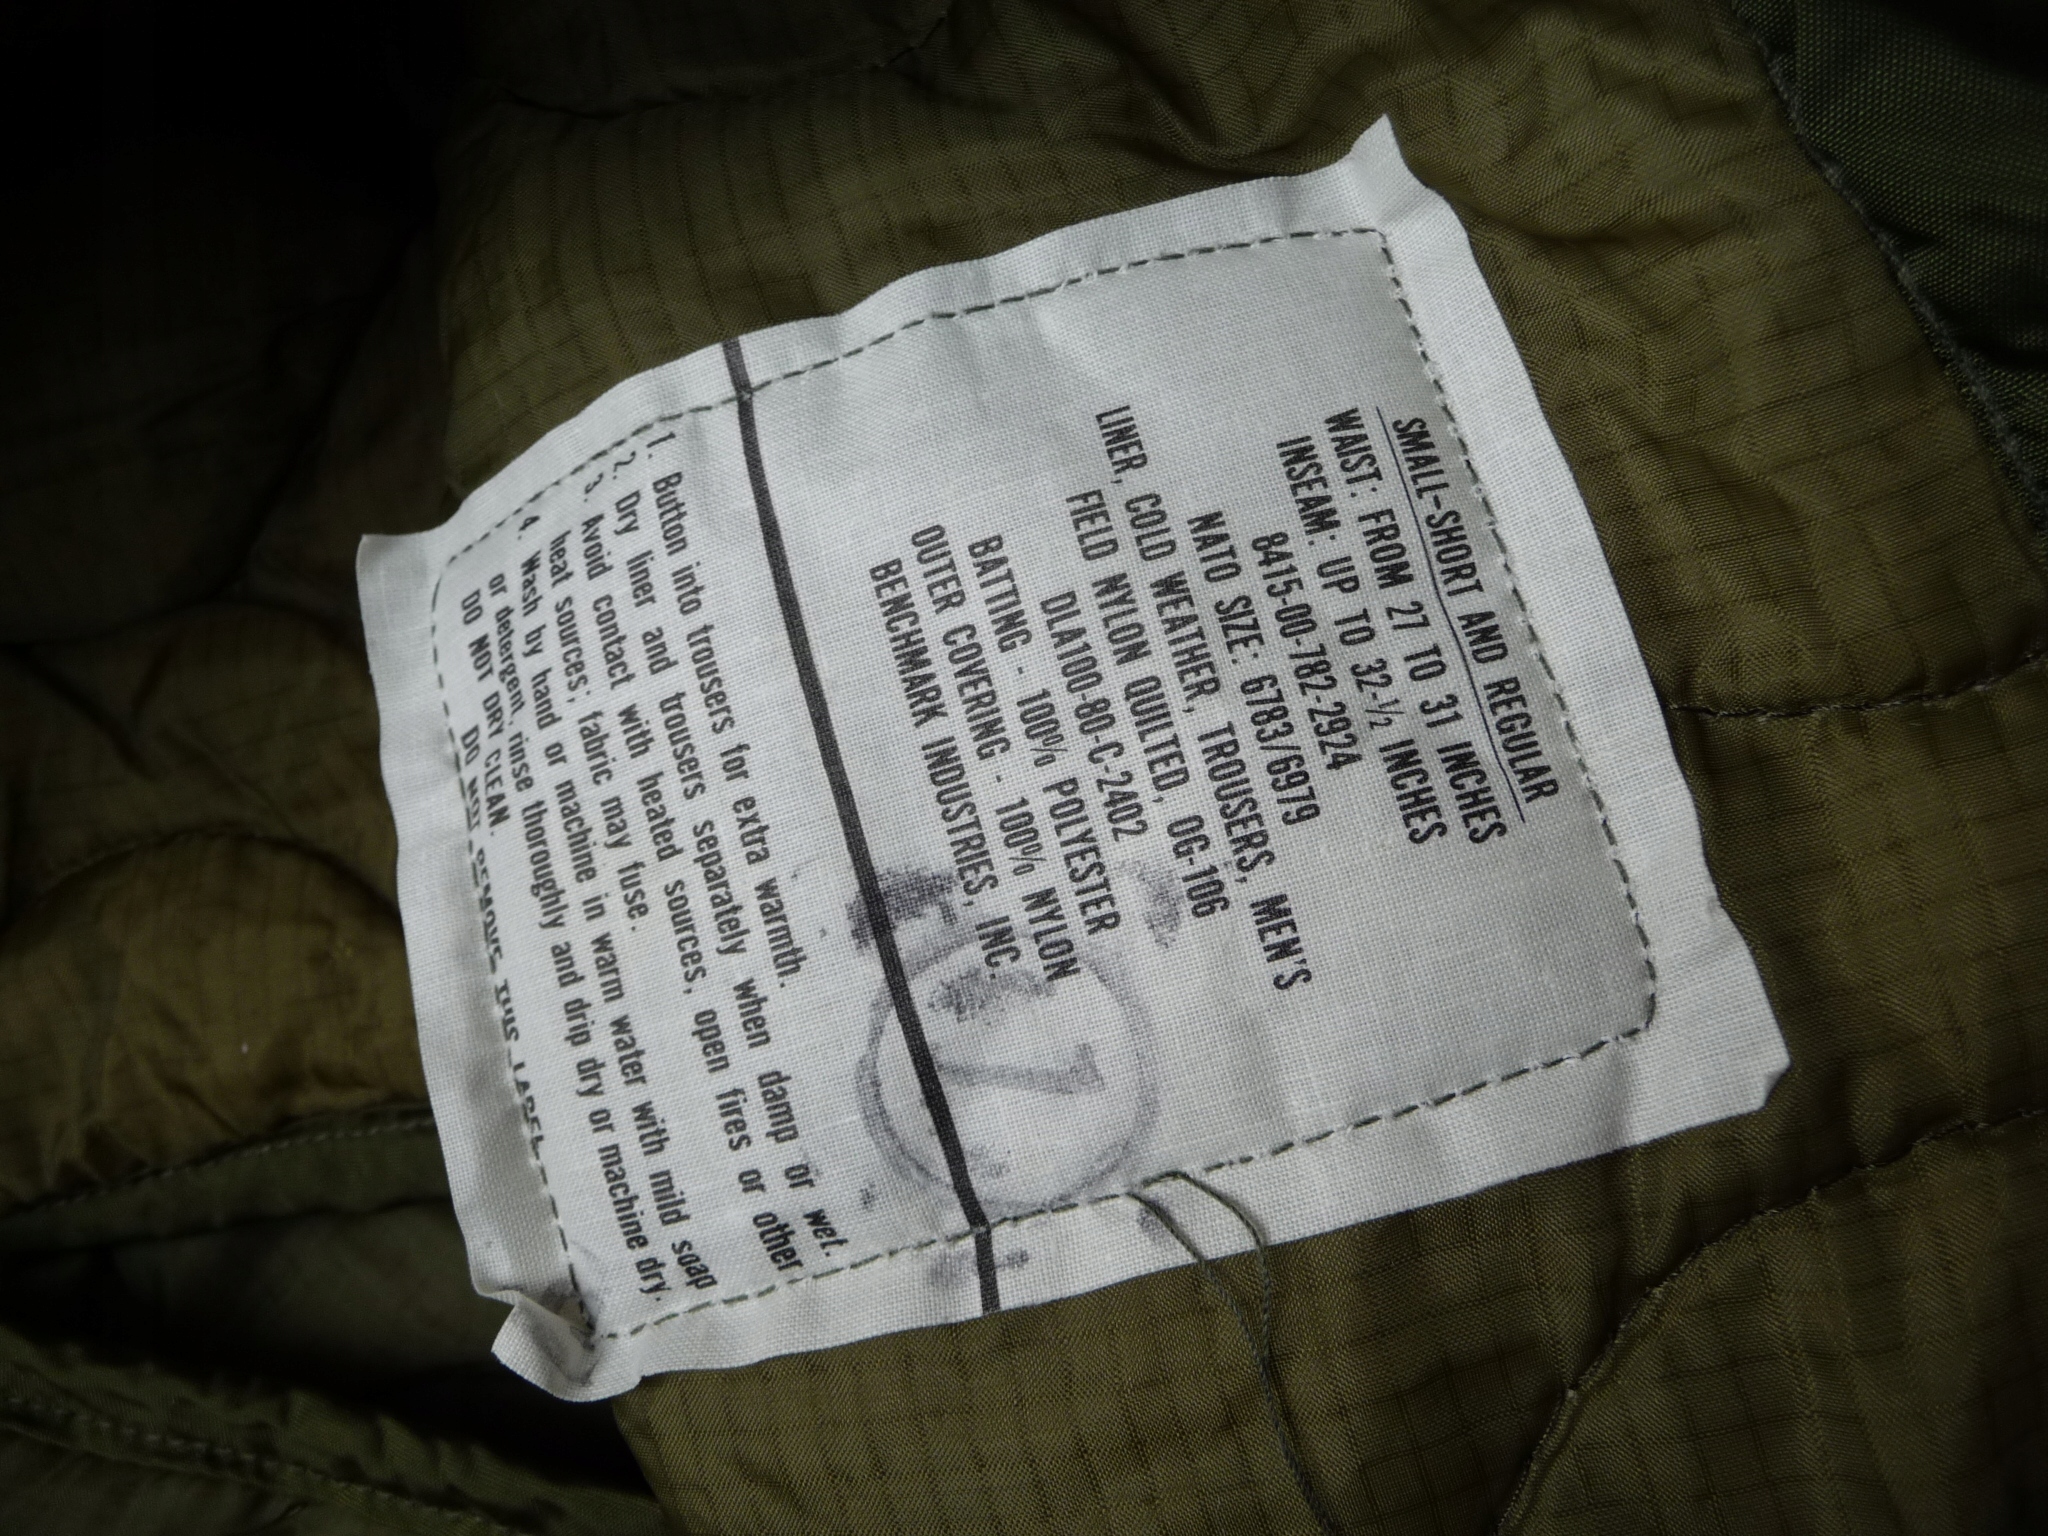 SMALL-SHORT AND REGULAR
WAIST: FROM 27 TO 31 INCHES
INSEAM: UP TO 32-½ INCHES
8415-00-782-2924
NATO SIZE: 6783/6979
LINER, COLD WEATHER, TROUSERS, MEN'S
FIELD NYLON QUILTED, OG-106
DLA100-80-C-2402
BATTING - 100% POLYESTER
OUTER COVERING - 100% NYLON
BENCHMARK INDUSTRIES, INC.
1. Button into trousers for extra warmth.
2. Dry liner and trousers separately when damp or wet.
3. Avoid contact with heated sources, open fires or other
heat sources; fabric may fuse.
4. Wash by hand or machine in warm water with mild soap
or detergent, rinse thoroughly and drip dry or machine dry.
DO NOT DRY CLEAN.
DO NOT REMOVE THIS LABEL